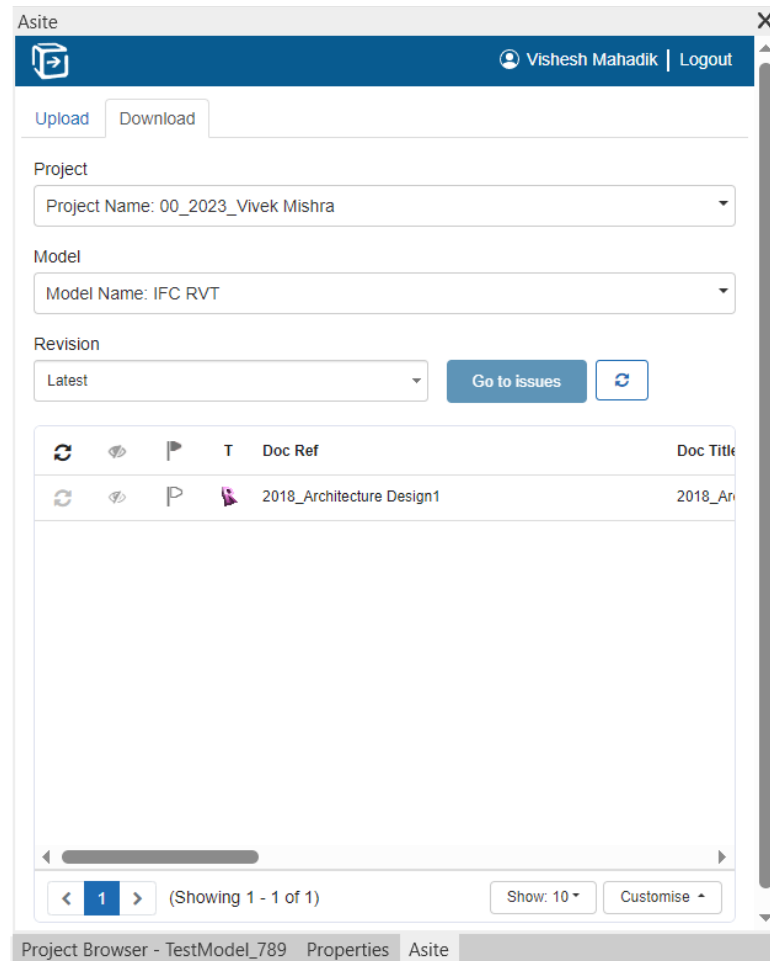 Asite
Vishesh Mahadik | Logout
Upload Download
Project
Project Name: 00_2023_Vivek Mishra
Model
Model Name: IFC RVT
Revision
Latest Go to issues
T Doc Ref Doc Title
2018_Architecture Design1 2018_Ar
1 (Showing 1 - 1 of 1) Show: 10 Customise
Project Browser - TestModel_789 Properties Asite